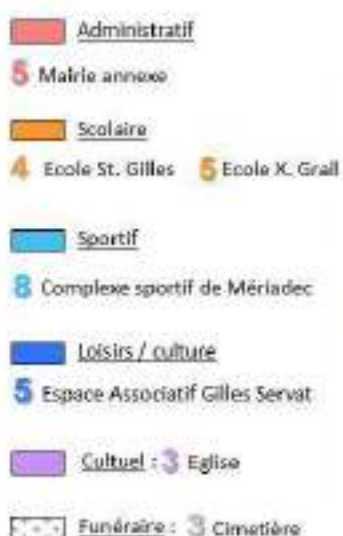 Administratif
5 Mairie annexe
Scolaire
4 Ecole St. Gilles 5 Ecole X. Grall
Sportif
8 Complexe sportif de Mériadec
Loisirs / culture
5 Espace Associatif Gilles Servat
Cultuel : 3 Eglise
Funéraire : 3 Cimetière